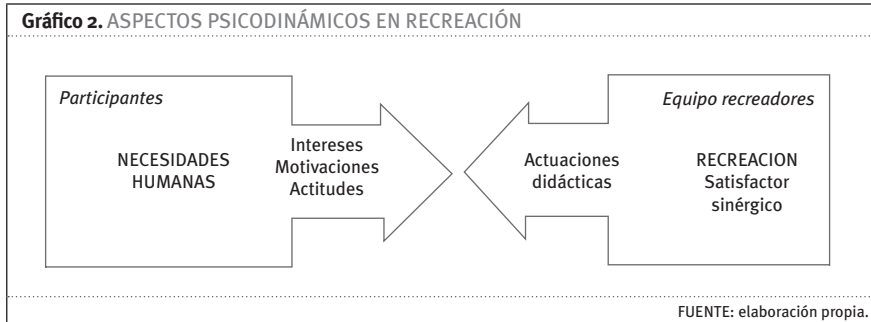 Gráfico 2. ASPECTOS PSICODINÁMICOS EN RECREACIÓN
Participantes
NECESIDADES
HUMANAS
Intereses
Motivaciones
Actitudes
Equipo recreadores
Actuaciones
didácticas
RECREACION
Satisfactor
sinérgico
FUENTE: elaboración propia.